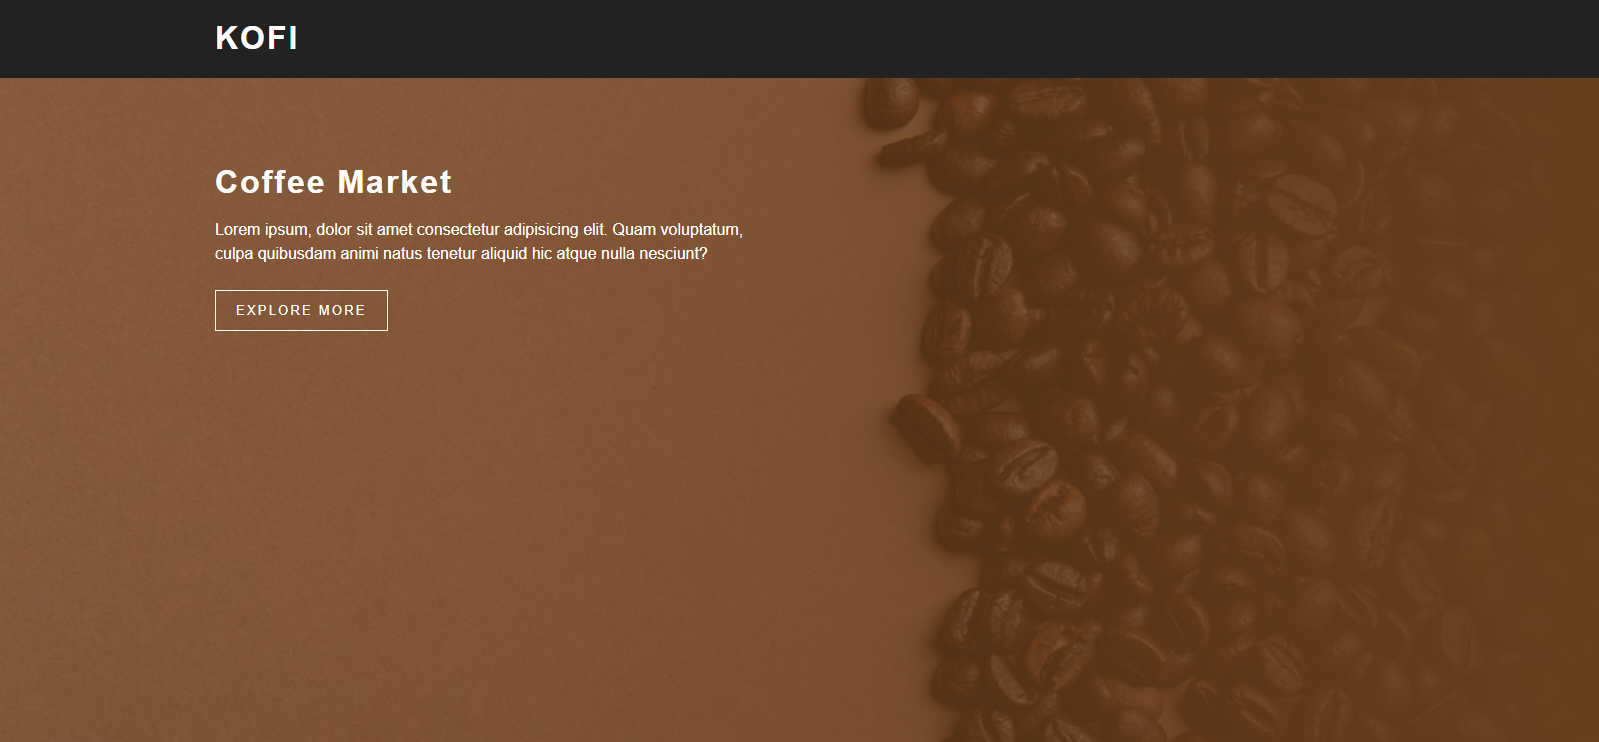 KOFI
Coffee Market
Lorem ipsum, dolor sit amet consectetur adipisicing elit. Quam voluptatum,
culpa quibusdam animi natus tenetur aliquid hic atque nulla nesciunt?
EXPLORE MORE